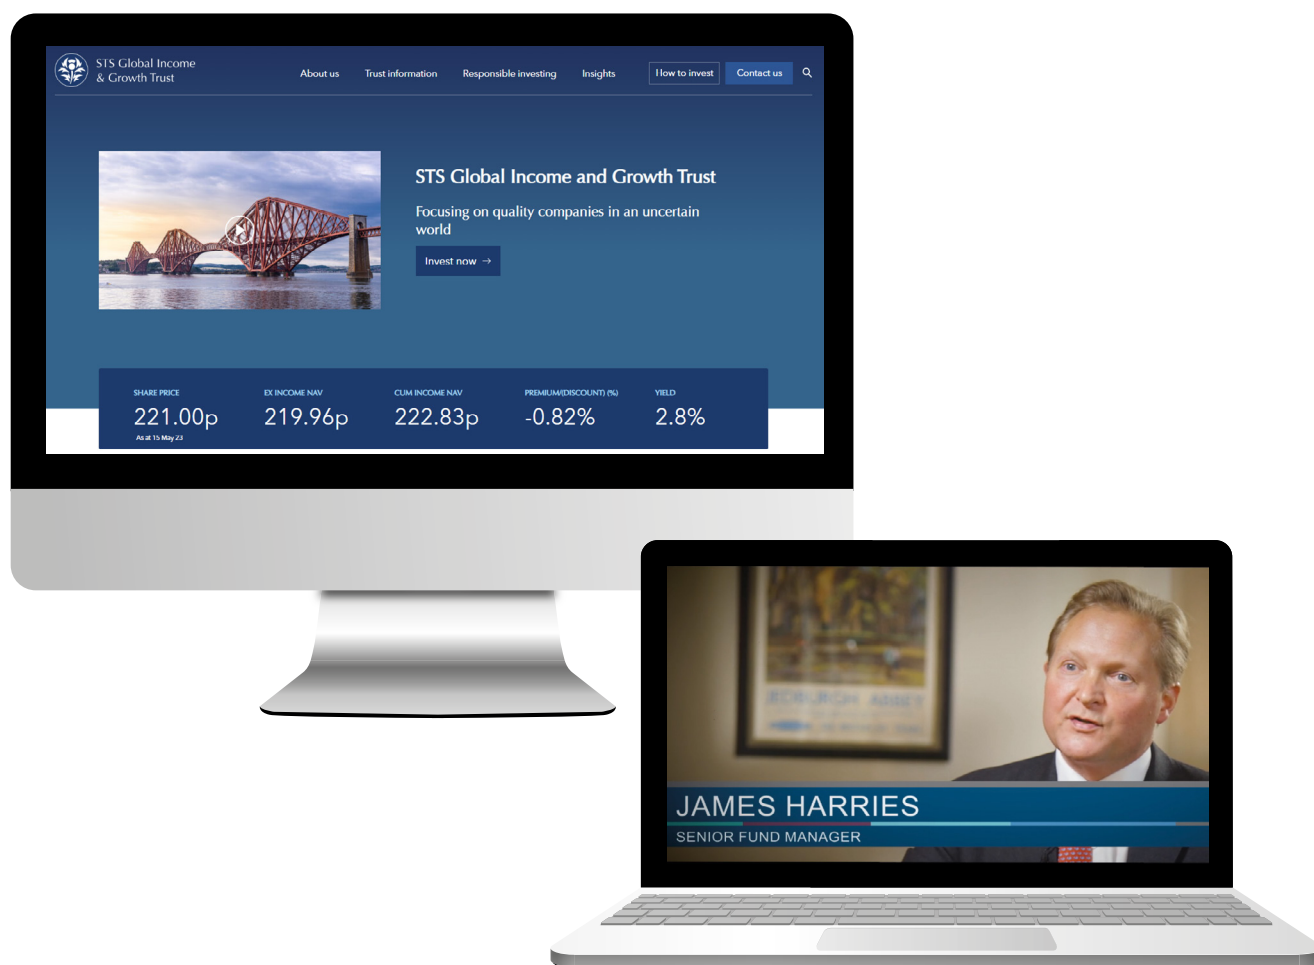 STS Global Income
& Growth Trust
About us
Trust information
Responsible investing
Insights
How to invest
Contact us
STS Global Income and Growth Trust
Focusing on quality companies in an uncertain
world
Invest now →
SHARE PRICE
EX INCOME NAV
CUM INCOME NAV
PREMIUM/(DISCOUNT) (%)
YIELD
221.00p
219.96p
222.83p
-0.82%
2.8%
As at 15 May 23
ABBEY
JAMES HARRIES
SENIOR FUND MANAGER